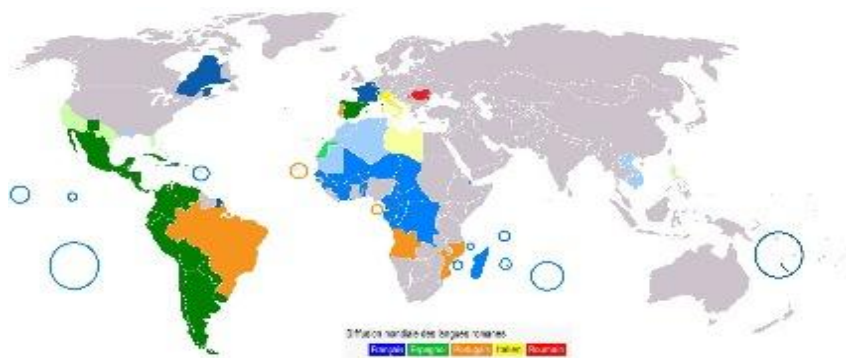 Diffusion mondiale des langues romanes
Français Espagnol Portugais Italien Roumain